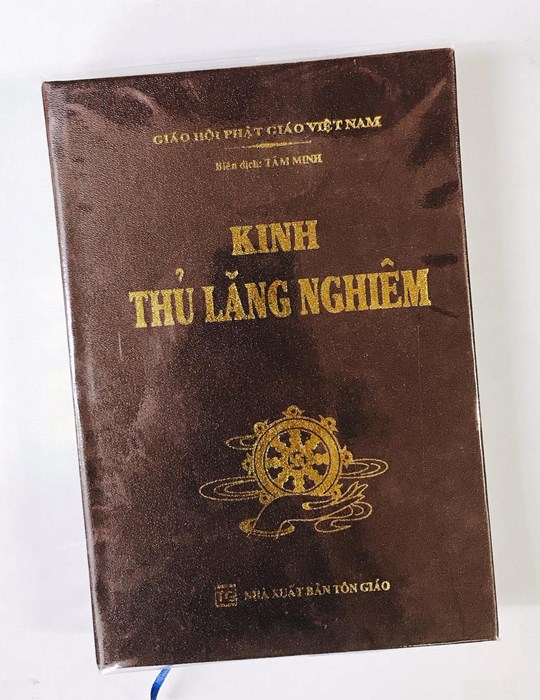 GIÁO HỘI PHẬT GIÁO VIỆT NAM
Biên dịch: TÂM MINH
KINH
THỦ LĂNG NGHIÊM
NHÀ XUẤT BẢN TÔN GIÁO